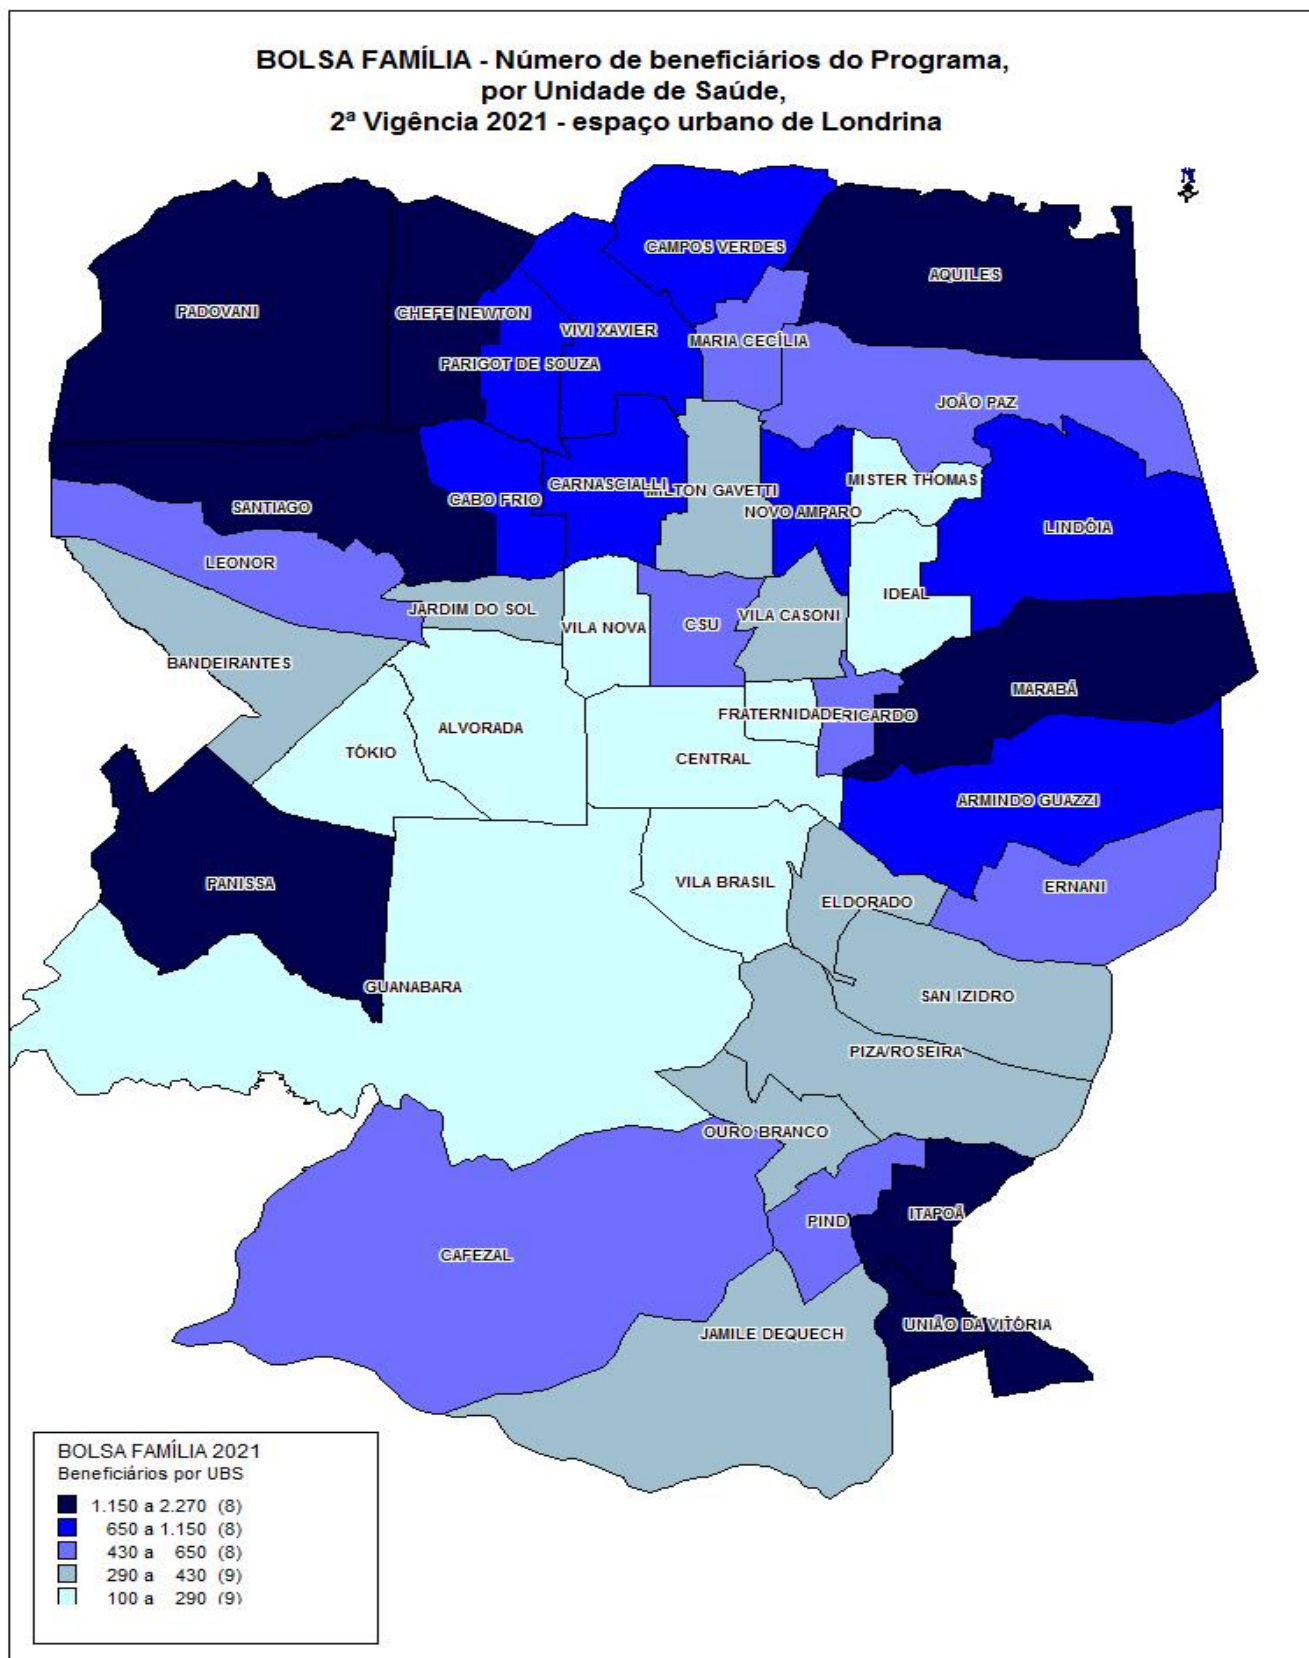 BOLSA FAMÍLIA - Número de beneficiários do Programa,
por Unidade de Saúde,
2ª Vigência 2021 - espaço urbano de Londrina
N
CAMPOS VERDES
AQUILES
PADOVANI
CHEFE NEWTON
VIVI XAVIER
MARIA CECÍLIA
PARIGOT DE SOUZA
JOÃO PAZ
MISTER THOMAS
CARNASCIALLI
MILTON GAVETTI
CABO FRIO
SANTIAGO
NOVO AMPARO
LINDÓIA
LEONOR
IDEAL
JARDIM DO SOL
VILA CASONI
VILA NOVA
CSU
BANDEIRANTES
MARABÁ
FRATERNIDADE
RICARDO
ALVORADA
TÓKIO
CENTRAL
ARMINDO GUAZZI
PANISSA
VILA BRASIL
ERNANI
ELDORADO
GUANABARA
SAN IZIDRO
PIZA/ROSEIRA
OURO BRANCO
ITAPOÃ
PIND
CAFEZAL
UNIÃO DA VITÓRIA
JAMILE DEQUECH
BOLSA FAMÍLIA 2021
Beneficiários por UBS
1.150 a 2.270 (8)
650 a 1.150 (8)
430 a 650 (8)
290 a 430 (9)
100 a 290 (9)